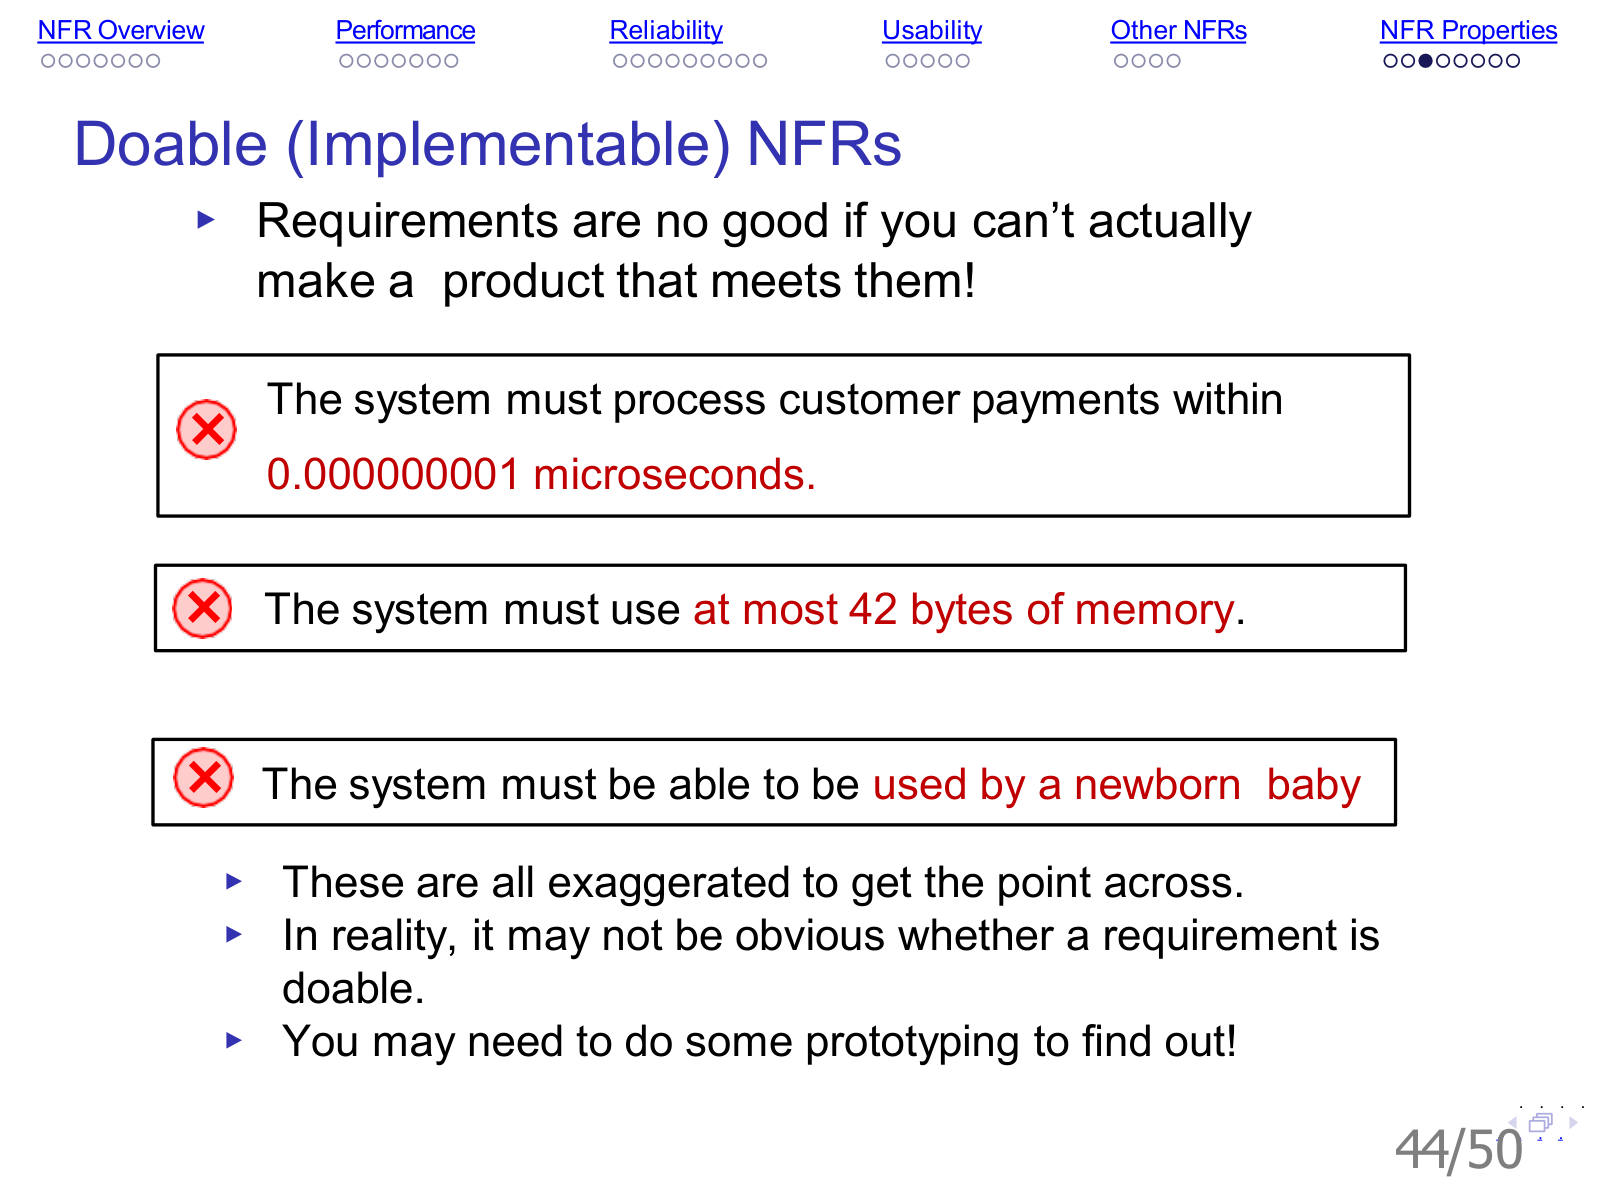 NFR Overview Performance Reliability Usability Other NFRs NFR Properties
Doable (Implementable) NFRs
Requirements are no good if you can’t actually
make a product that meets them!
The system must process customer payments within
0.000000001 microseconds.
The system must use at most 42 bytes of memory.
The system must be able to be used by a newborn baby
These are all exaggerated to get the point across.
In reality, it may not be obvious whether a requirement is
doable.
You may need to do some prototyping to find out!
44/50